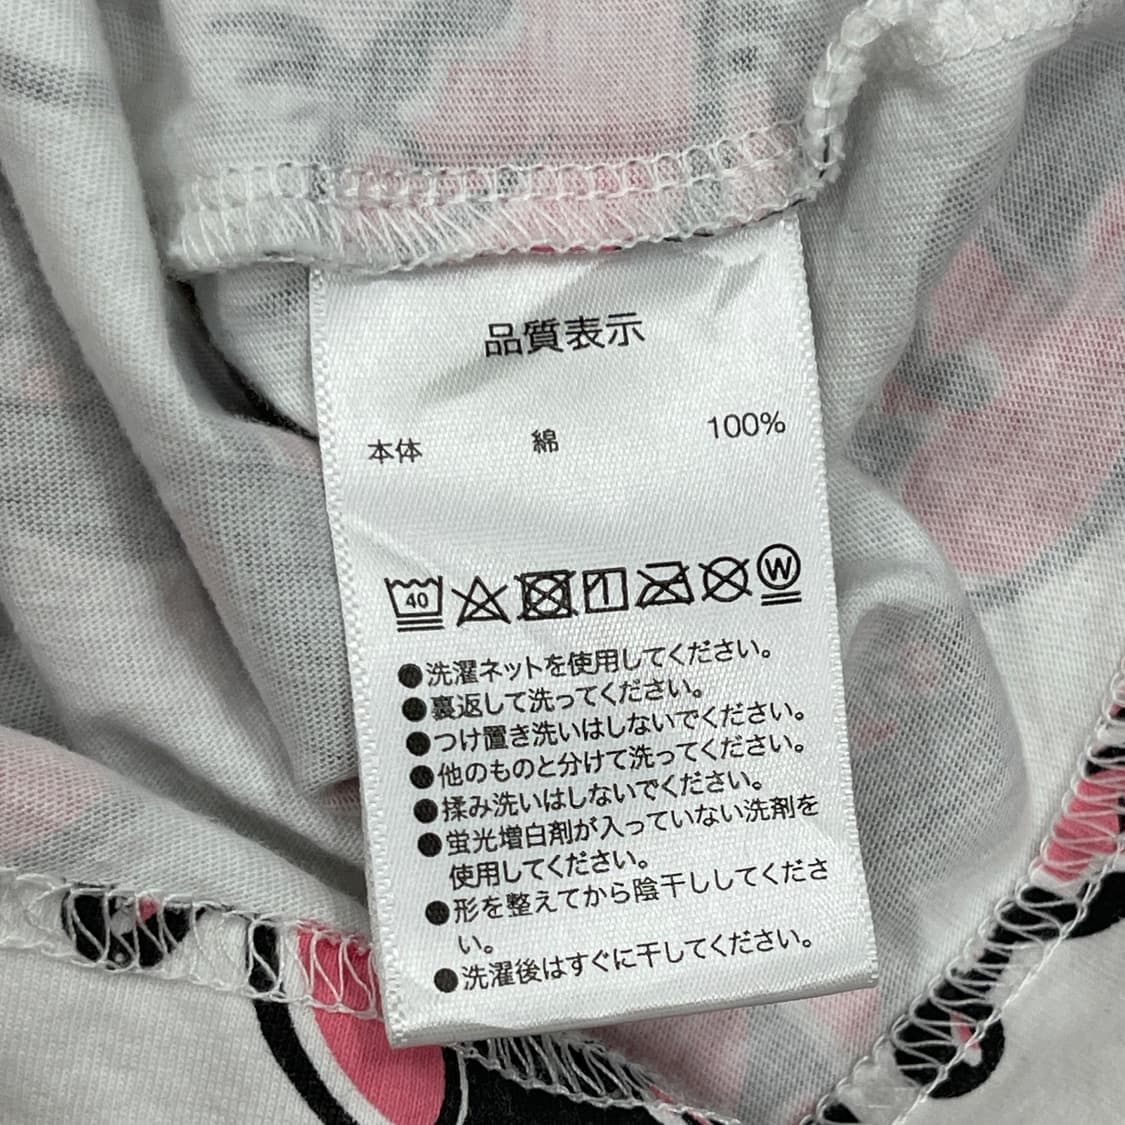 品質表示
本体 綿 100%
40 W
●洗濯ネットを使用してください。
●裏返して洗ってください。
●つけ置き洗いはしないでください。
●他のものと分けて洗ってください。
●揉み洗いはしないでください。
●蛍光増白剤が入っていない洗剤を
使用してください。
●形を整えてから陰干ししてくださ
い。
●洗濯後はすぐに干してください。